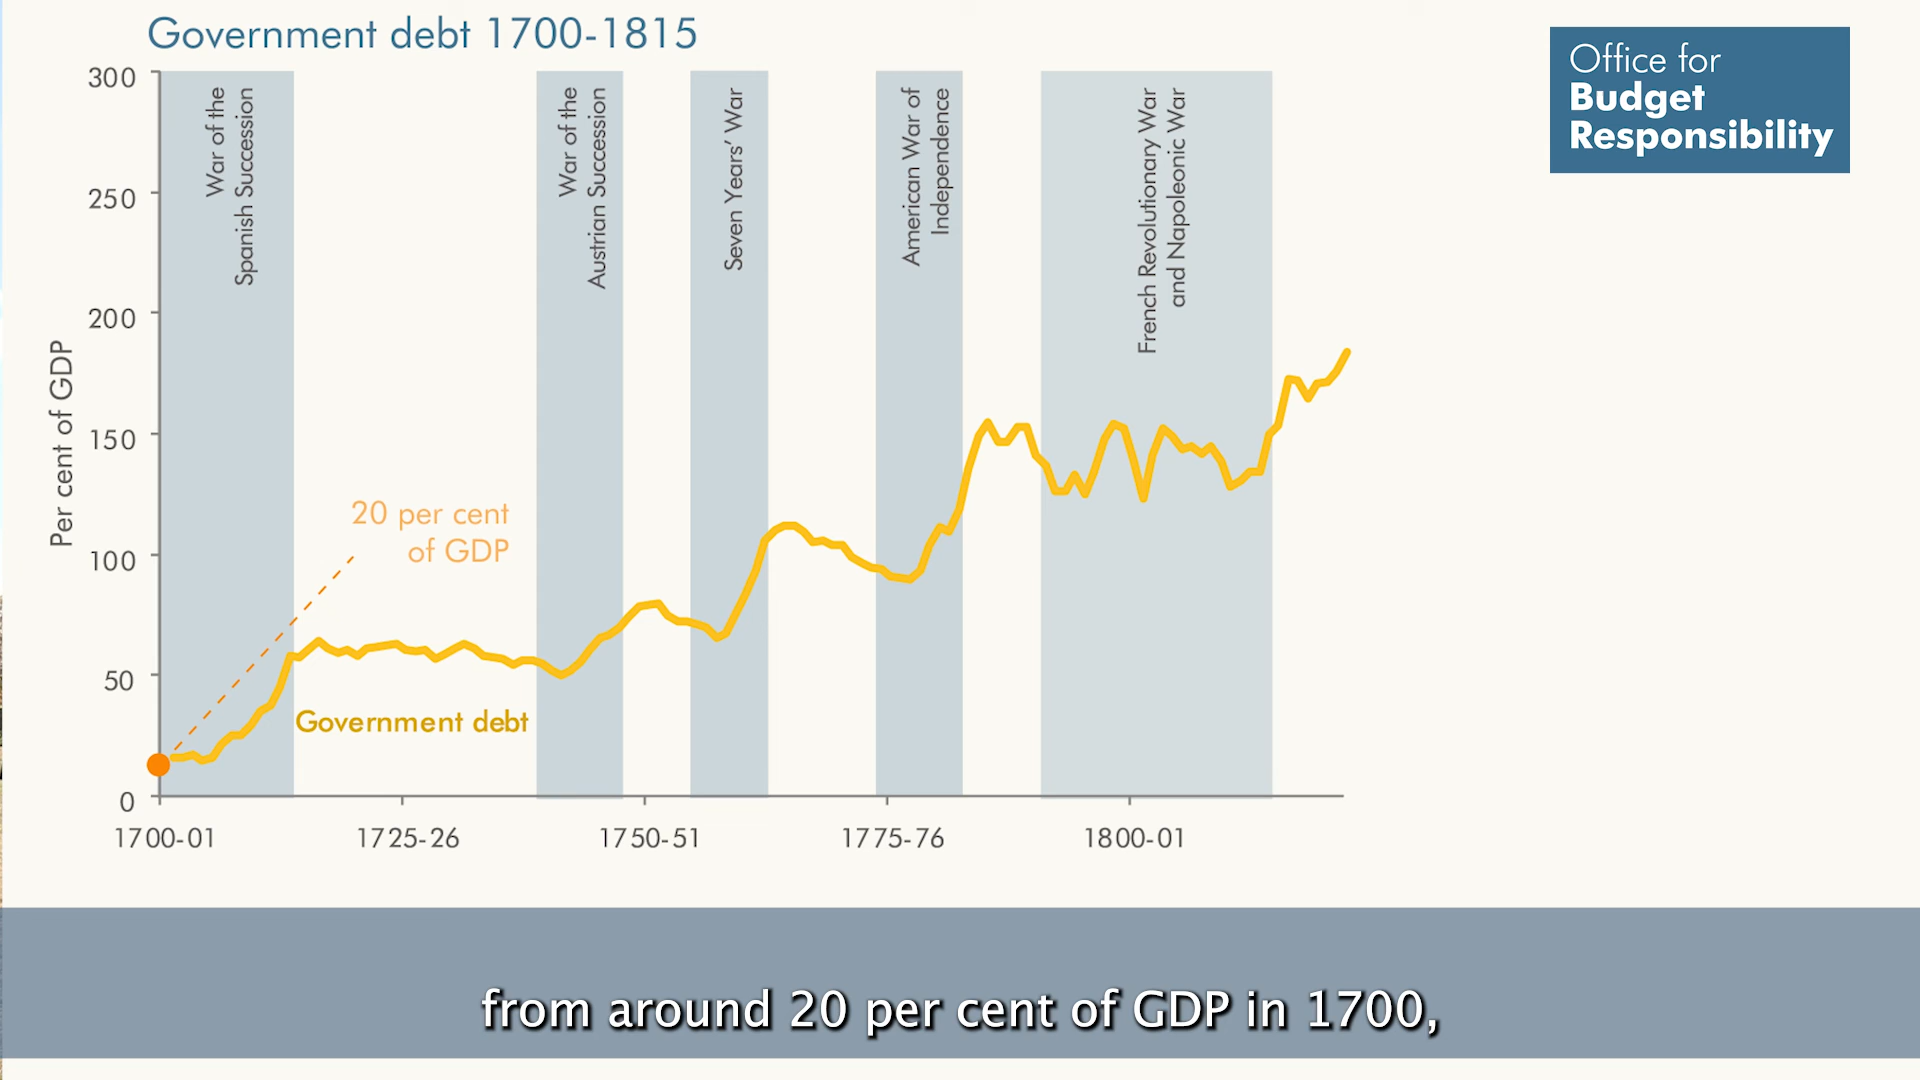 Government debt 1700-1815
Office for
Budget
Responsibility
300
250
200
150
100
50
0
Per cent of GDP
War of the
Spanish Succession
War of the
Austrian Succession
Seven Years' War
American War of
Independence
French Revolutionary War
and Napoleonic War
20 per cent
of GDP
Government debt
1700-01
1725-26
1750-51
1775-76
1800-01
from around 20 per cent of GDP in 1700,